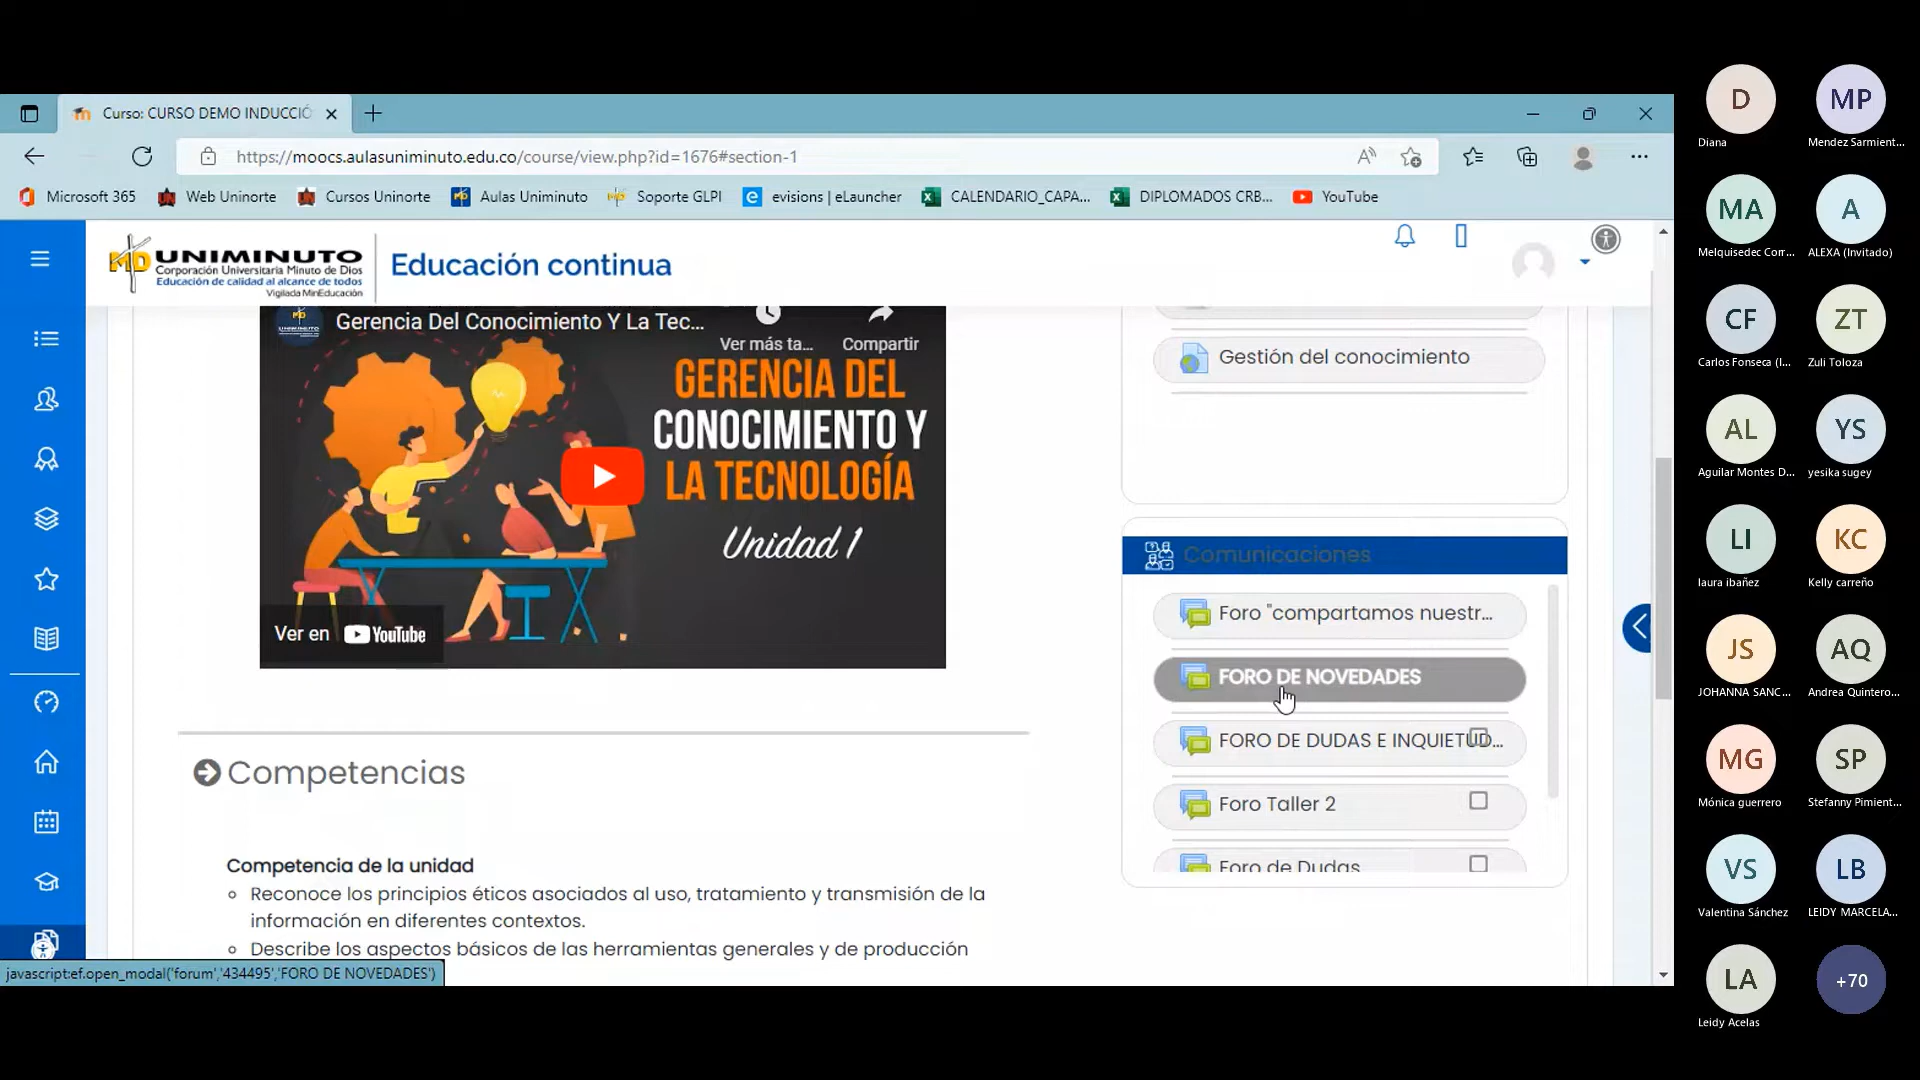 Curso: CURSO DEMO INDUCCIÓ
https://moocs.aulasuniminuto.edu.co/course/view.php?id=1676#section-1
Microsoft 365
Web Uninorte
Cursos Uninorte
Aulas Uniminuto
Soporte GLPI
evisions | eLauncher
CALENDARIO_CAPA...
DIPLOMADOS CRB...
YouTube
UNIMINUTO
Corporación Universitaria Minuto de Dios
Educación de calidad al alcance de todos
Vigilada MinEducación
Educación continua
Gerencia Del Conocimiento Y La Tec...
Ver más ta...
Compartir
GERENCIA DEL
CONOCIMIENTO Y
LA TECNOLOGÍA
Unidad 1
Ver en YouTube
Competencias
Competencia de la unidad
Reconoce los principios éticos asociados al uso, tratamiento y transmisión de la
información en diferentes contextos.
Describe los aspectos básicos de las herramientas generales y de producción
javascript:ef.open_modal('forum','434495','FORO DE NOVEDADES')
Gestión del conocimiento
Comunicaciones
Foro "compartamos nuestr...
FORO DE NOVEDADES
FORO DE DUDAS E INQUIETUD...
Foro Taller 2
Foro de Dudas
D
Diana
MP
Mendez Sarmient...
MA
Melquisedec Corr...
A
ALEXA (Invitado)
CF
Carlos Fonseca (I...
ZT
Zuli Toloza
AL
Aguilar Montes D...
YS
yesika sugey
LI
laura ibañez
KC
Kelly carreño
JS
JOHANNA SANC...
AQ
Andrea Quintero...
MG
Mónica guerrero
SP
Stefanny Pimient...
VS
Valentina Sánchez
LB
LEIDY MARCELA...
LA
Leidy Acelas
+70